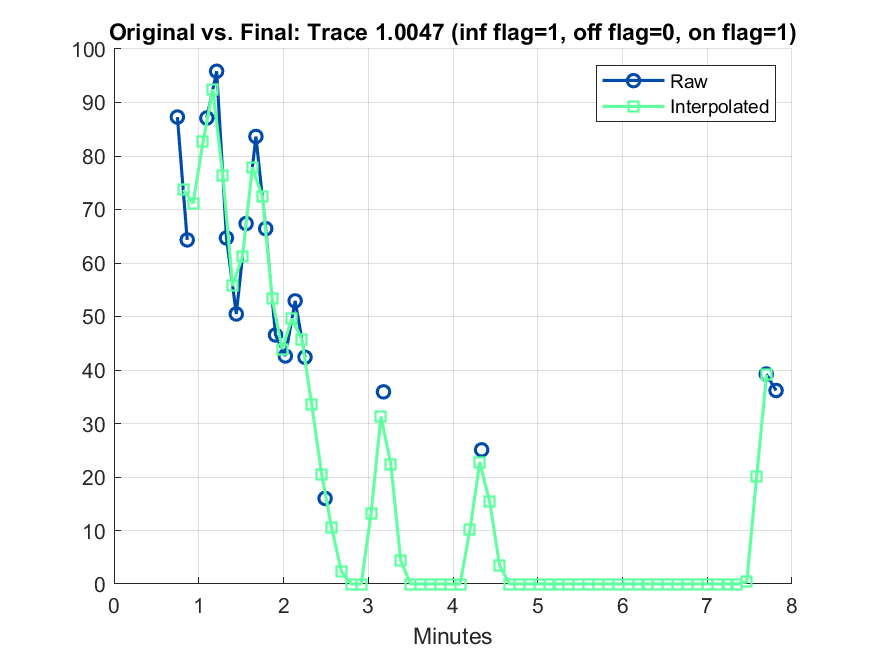 Original vs. Final: Trace 1.0047 (inf flag=1, off flag=0, on flag=1)
100
90
80
70
60
50
40
30
20
10
0
Raw
Interpolated
0 1 2 3 4 5 6 7 8
Minutes